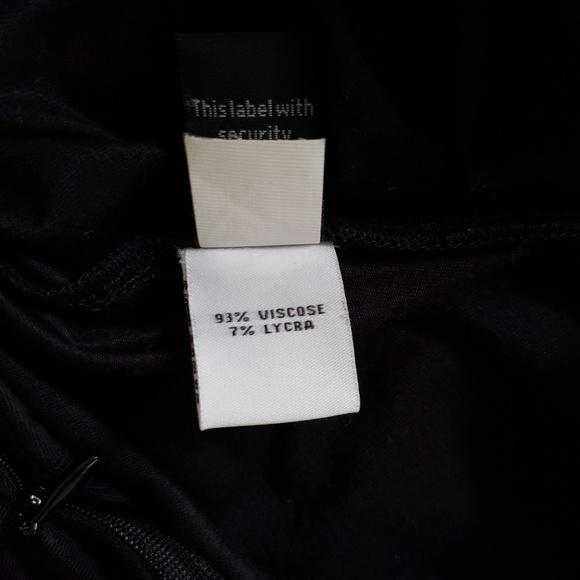 This label with
security
93% VISCOSE
7% LYCRA